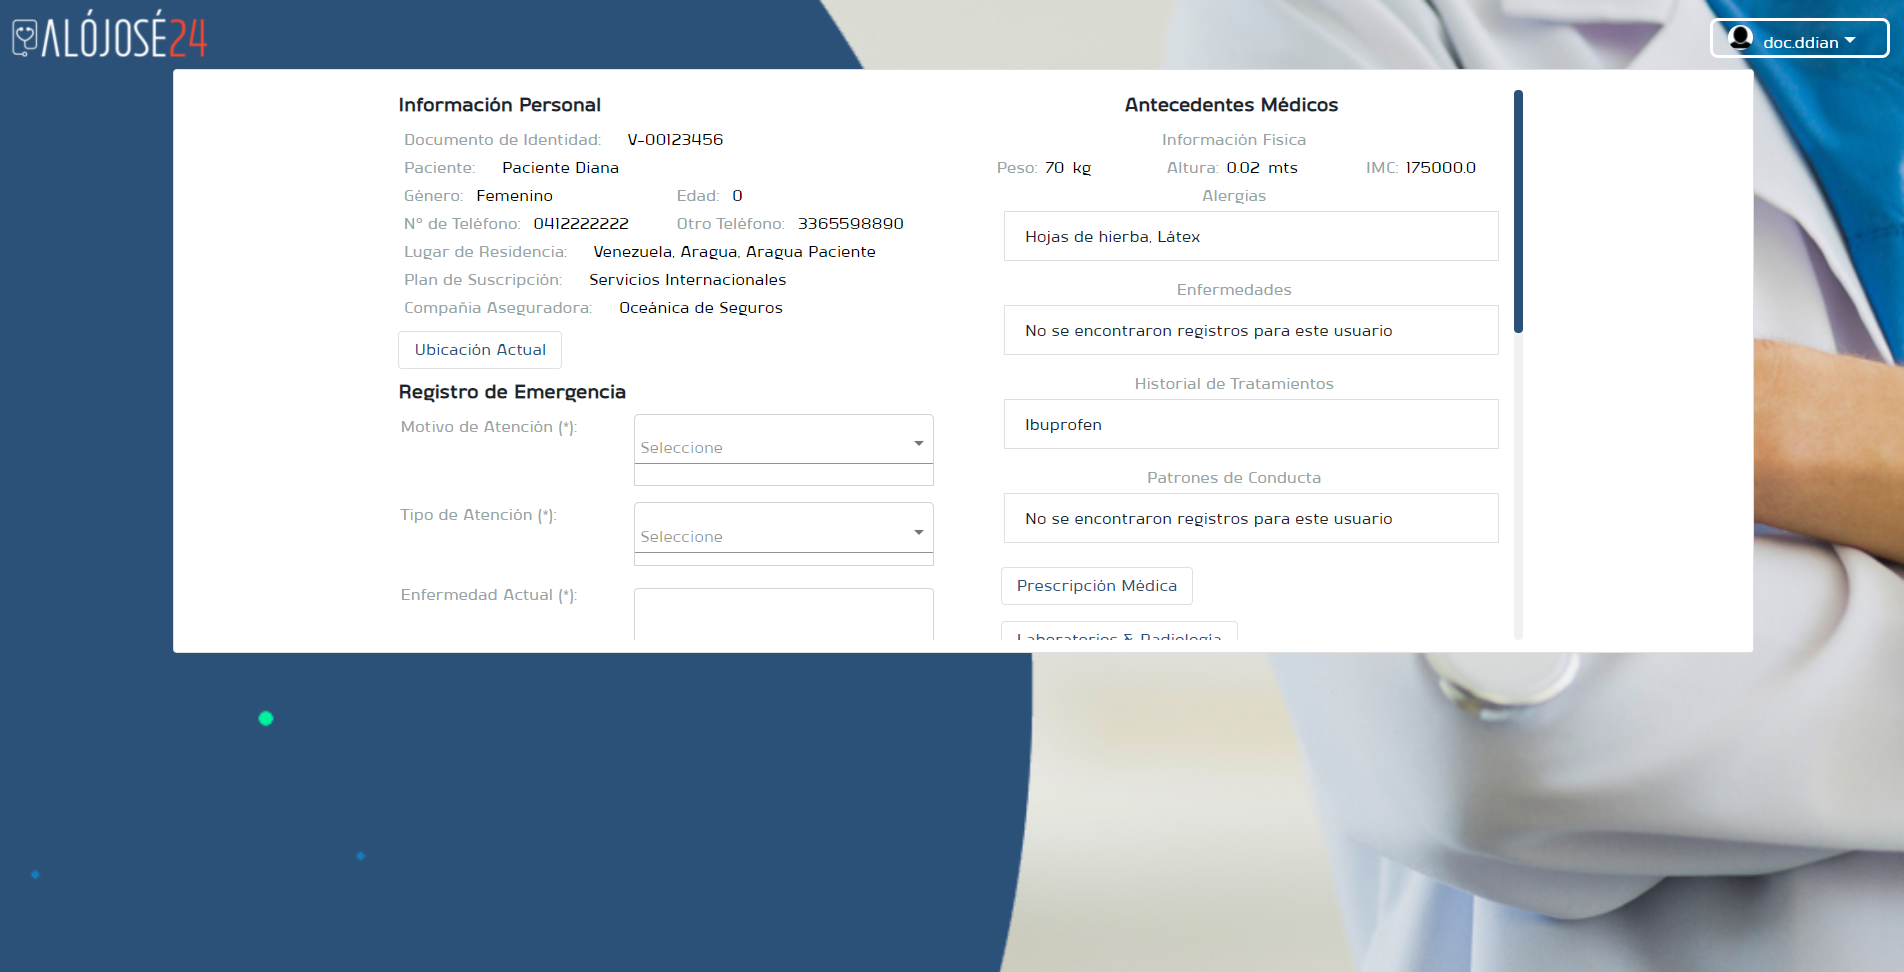 ALÓJOSÉ24
doc.ddian
Información Personal
Documento de Identidad: V-00123456
Paciente: Paciente Diana
Género: Femenino Edad: 0
N° de Teléfono: 0412222222 Otro Teléfono: 3365598890
Lugar de Residencia: Venezuela, Aragua, Aragua Paciente
Plan de Suscripción: Servicios Internacionales
Compañia Aseguradora: Oceánica de Seguros
Ubicación Actual
Registro de Emergencia
Motivo de Atención (*):
Seleccione
Tipo de Atención (*):
Seleccione
Enfermedad Actual (*):
Antecedentes Médicos
Información Fisica
Peso: 70 kg Altura: 0.02 mts IMC: 175000.0
Alergias
Hojas de hierba, Látex
Enfermedades
No se encontraron registros para este usuario
Historial de Tratamientos
Ibuprofen
Patrones de Conducta
No se encontraron registros para este usuario
Prescripción Médica
Laboratorios & Radiología